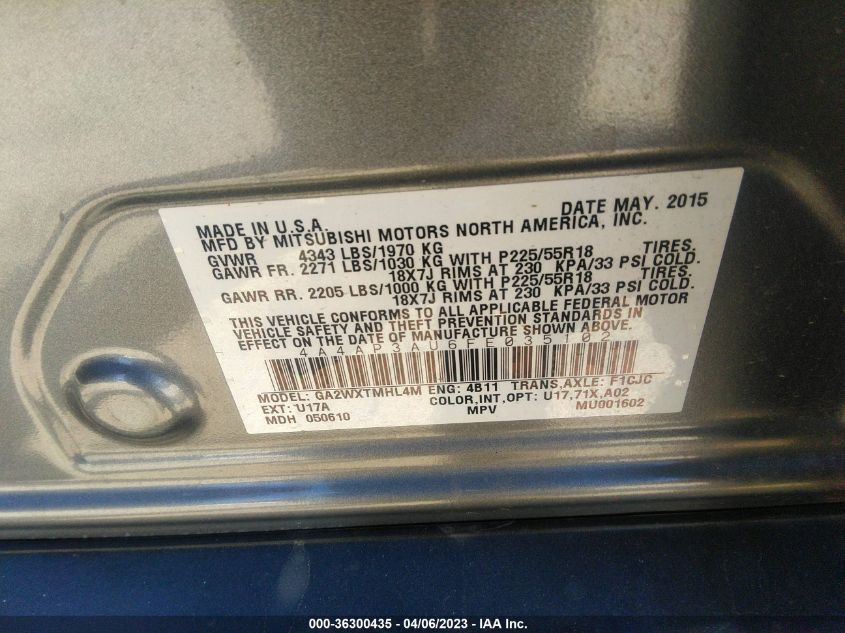 MADE IN U.S.A. DATE MAY. 2015
MFD BY MITSUBISHI MOTORS NORTH AMERICA, INC.
GVWR 4343 LBS/1970 KG
GAWR FR. 2271 LBS/1030 KG WITH P225/55R18 TIRES.
18X7J RIMS AT 230 KPA/33 PSI COLD.
GAWR RR. 2205 LBS/1000 KG WITH P225/55R18 TIRES.
18X7J RIMS AT 230 KPA/33 PSI COLD.
THIS VEHICLE CONFORMS TO ALL APPLICABLE FEDERAL MOTOR
VEHICLE SAFETY AND THEFT PREVENTION STANDARDS IN
EFFECT ON THE DATE OF MANUFACTURE SHOWN ABOVE.
4A4AP3AU6FE035102
MODEL: GA2WXTMHL4M ENG: 4B11 TRANS,AXLE: F1CJC
EXT: U17A COLOR,INT,OPT: U17,71X,A02
MDH 050610 MPV MU001602
000-36300435 - 04/06/2023 - IAA Inc.